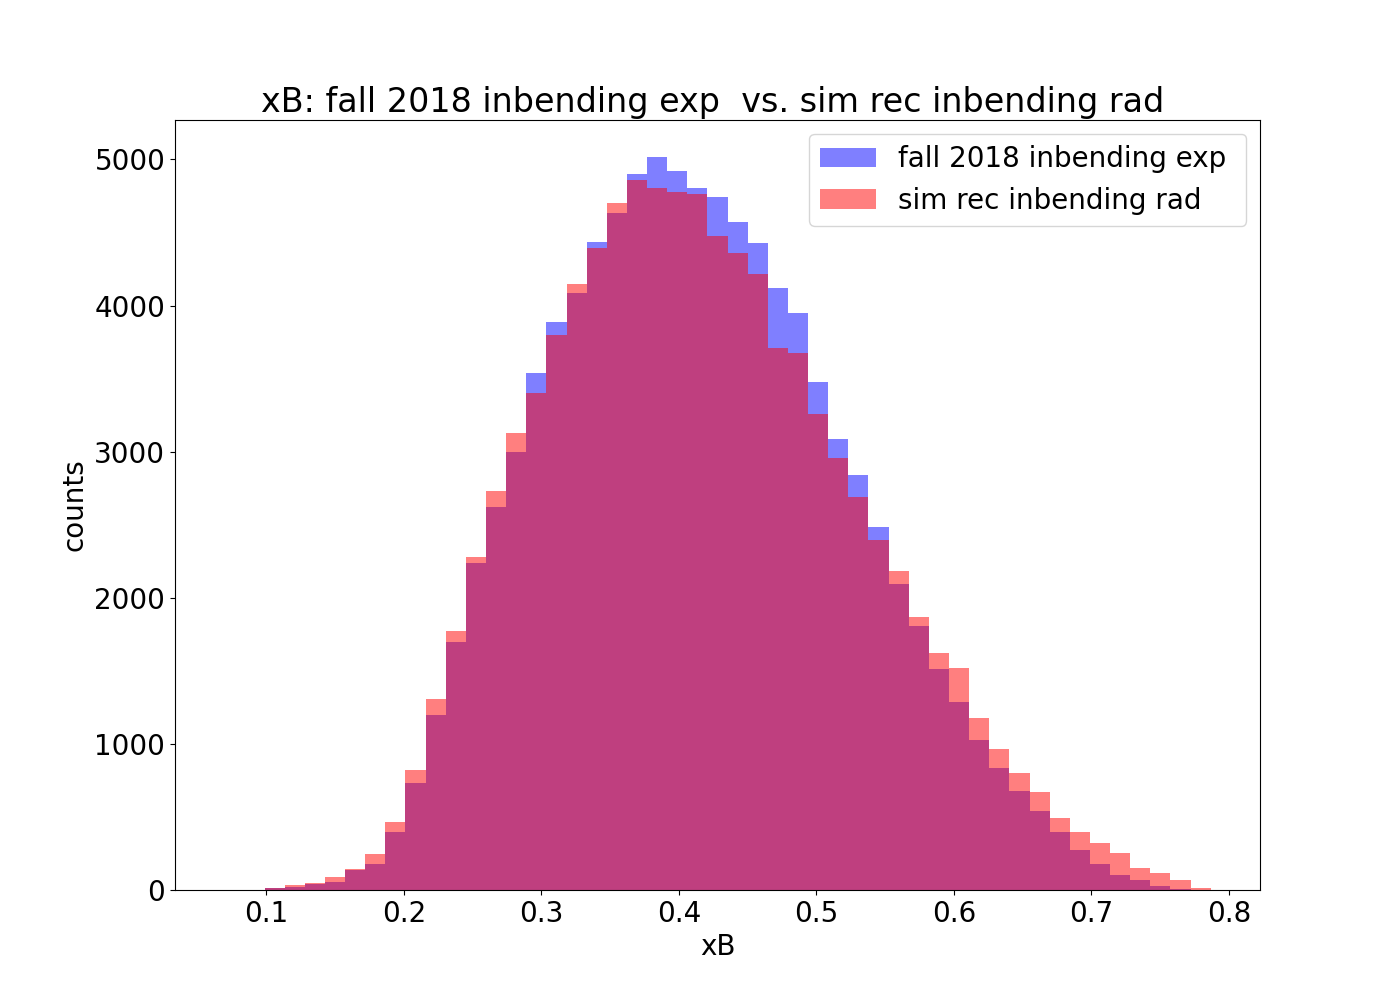 xB: fall 2018 inbending exp  vs. sim rec inbending rad
fall 2018 inbending exp
sim rec inbending rad
5000
4000
3000
2000
1000
0
counts
0.1 0.2 0.3 0.4 0.5 0.6 0.7 0.8
xB